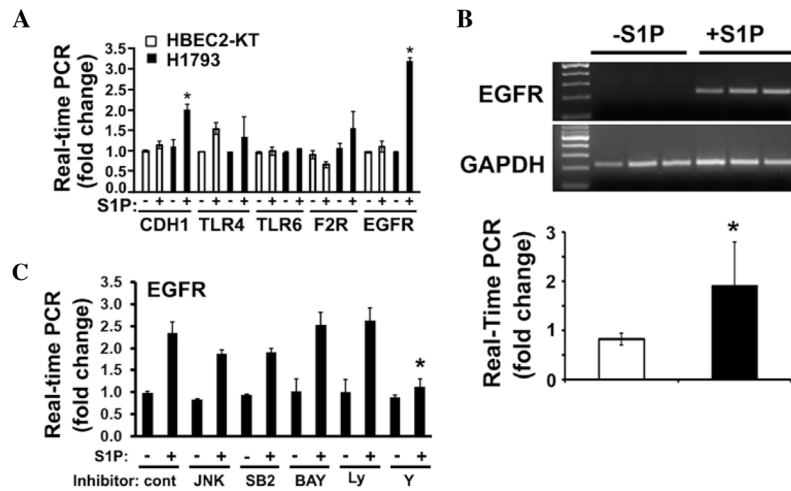 A
Real-time PCR
(fold change)
3.5
3.0
2.5
2.0
1.5
1.0
0.5
0.0
HBEC2-KT
H1793
*
*
S1P: - + - + - + - + - + - + - + - + - + - +
CDH1 TLR4 TLR6 F2R EGFR
B
-S1P +S1P
EGFR
GAPDH
Real-Time PCR
(fold change)
3
2
1
0
*
C
EGFR
Real-time PCR
(fold change)
3.5
3.0
2.5
2.0
1.5
1.0
0.5
0.0
*
S1P: - + - + - + - + - + - +
Inhibitor: cont JNK SB2 BAY Ly Y